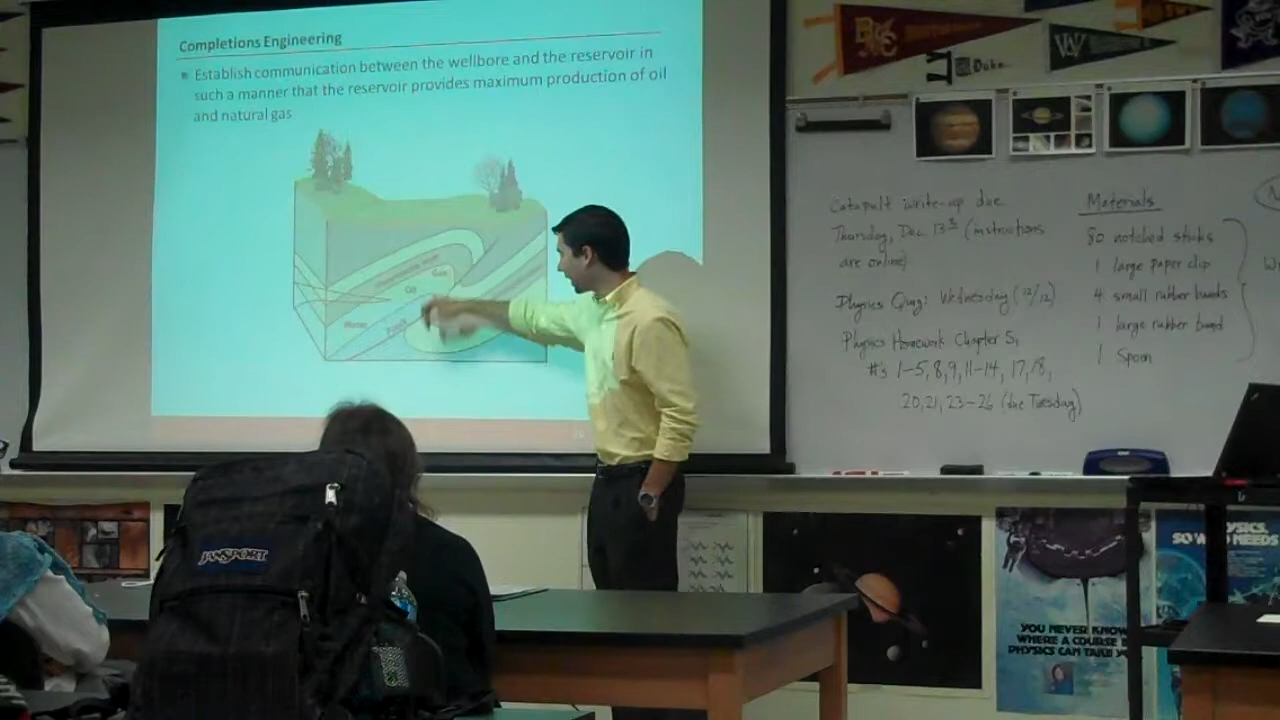 Completions Engineering
Establish communication between the wellbore and the reservoir in
such a manner that the reservoir provides maximum production of oil
and natural gas
Gas
Oil
Water
Duke
W
Catapult write-up due
Thursday, Dec. 13th (instructions
are online)
Physics Quiz: Wednesday (12/12)
Physics Homework Chapter 5,
#'s 1-5, 8, 9, 11-14, 17, 18,
20, 21, 23-26 (due Tuesday)
Materials
80 notched sticks
1 large paper clip
4 small rubber bands
1 large rubber band
1 Spoon
JANSPORT
YOU NEVER KNOW
WHERE A COURSE I
PHYSICS CAN TAKE Y
YSICS.
NEEDS